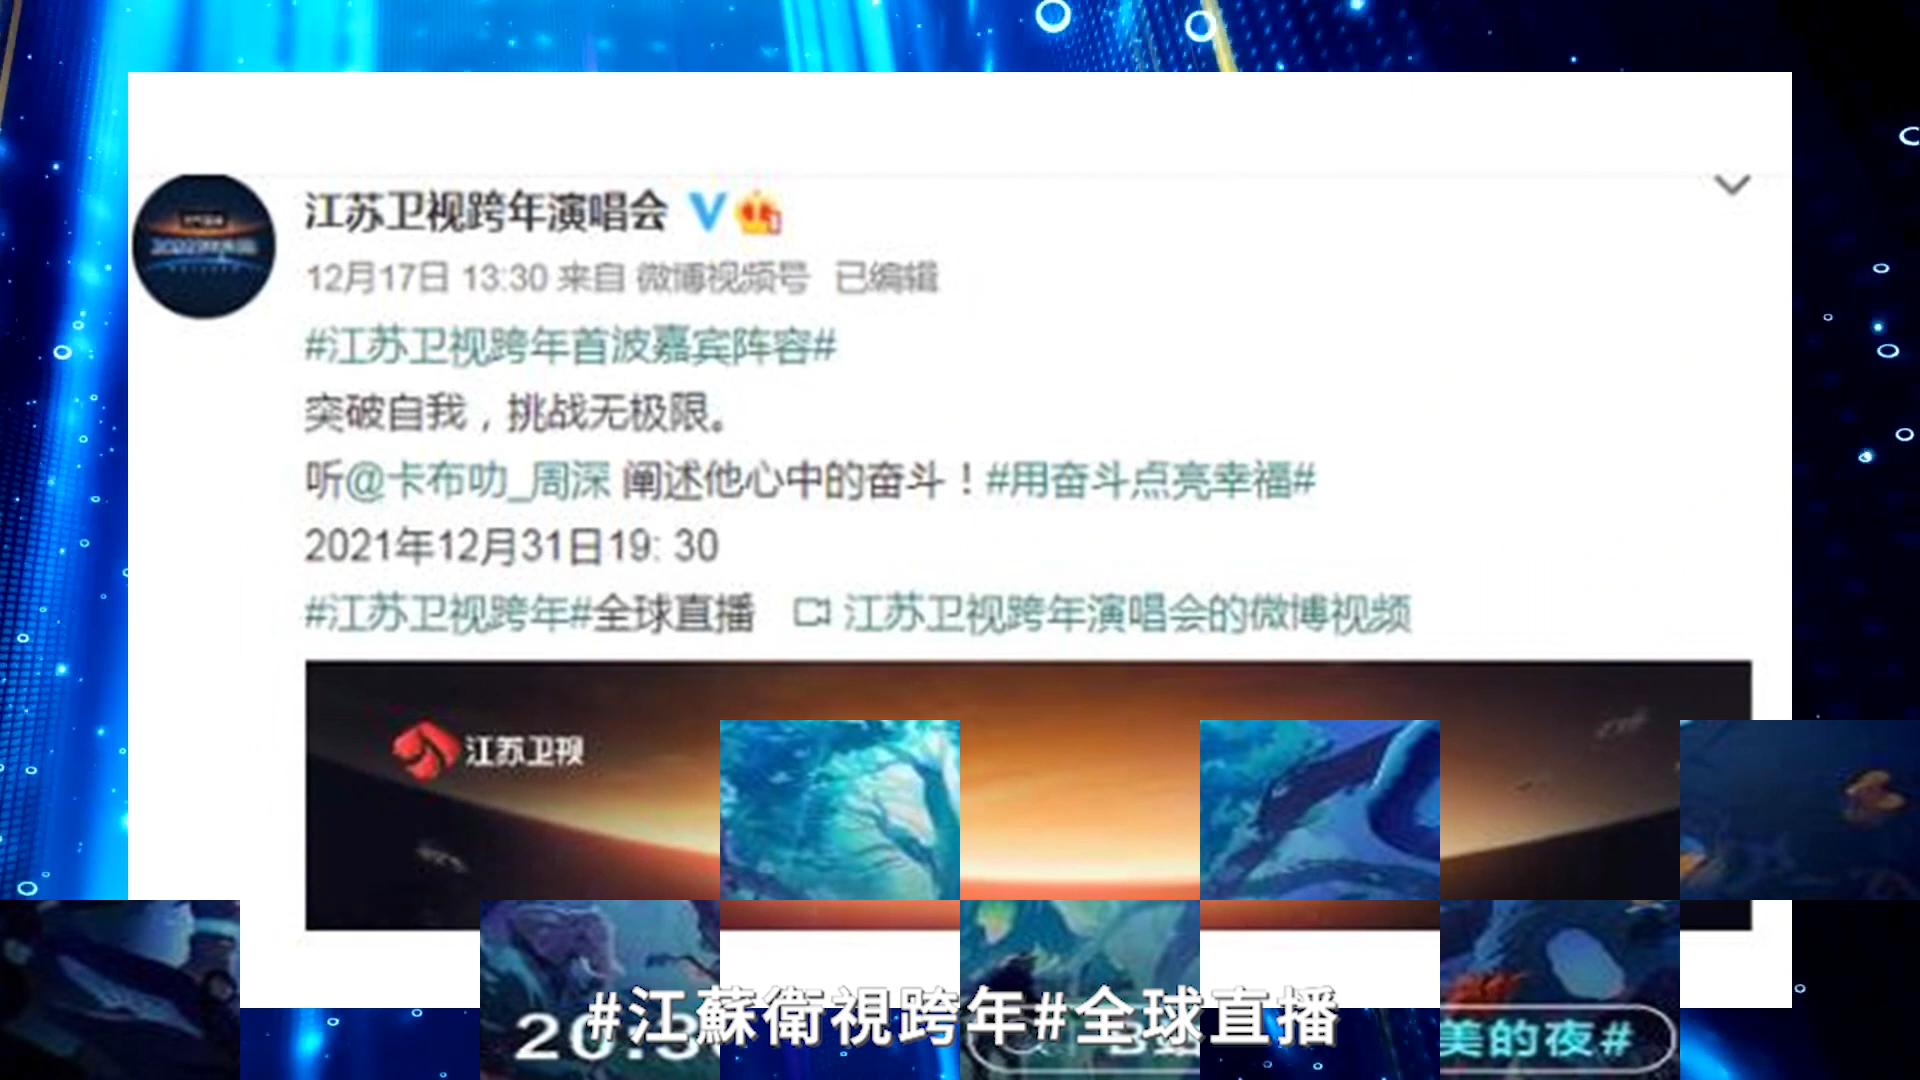 江苏卫视跨年演唱会
12月17日 13:30 来自 微博视频号 已编辑
#江苏卫视跨年首波嘉宾阵容#
突破自我，挑战无极限。
听@卡布叻_周深 阐述他心中的奋斗！#用奋斗点亮幸福#
2021年12月31日19: 30
#江苏卫视跨年#全球直播 江苏卫视跨年演唱会的微博视频
江苏卫视
#江蘇衛視跨年#全球直播
美的夜#